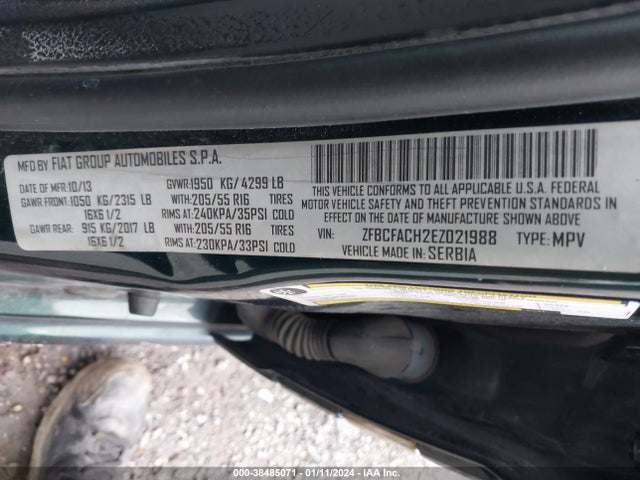 MFD BY FIAT GROUP AUTOMOBILES S.P.A.
DATE OF MFG:10/13 GVWR:1950 KG/ 4299 LB
GAWR FRONT:1050 KG/2315 LB WITH:205/55 R16 TIRES
16X6 1/2 RIMS AT: 240KPA/35PSI COLD
GAWR REAR: 915 KG/2017 LB WITH:205/55 R16 TIRES
16X6 1/2 RIMS AT: 230KPA/33PSI COLD
THIS VEHICLE CONFORMS TO ALL APPLICABLE U.S.A. FEDERAL
MOTOR VEHICLE SAFETY, BUMPER, AND THEFT PREVENTION STANDARDS
IN EFFECT ON THE DATE OF MANUFACTURE SHOWN ABOVE.
VIN: ZFBCFACH2EZ021988 TYPE: MPV
VEHICLE MADE IN: SERBIA
000-38485071 - 01/11/2024 - IAA Inc.